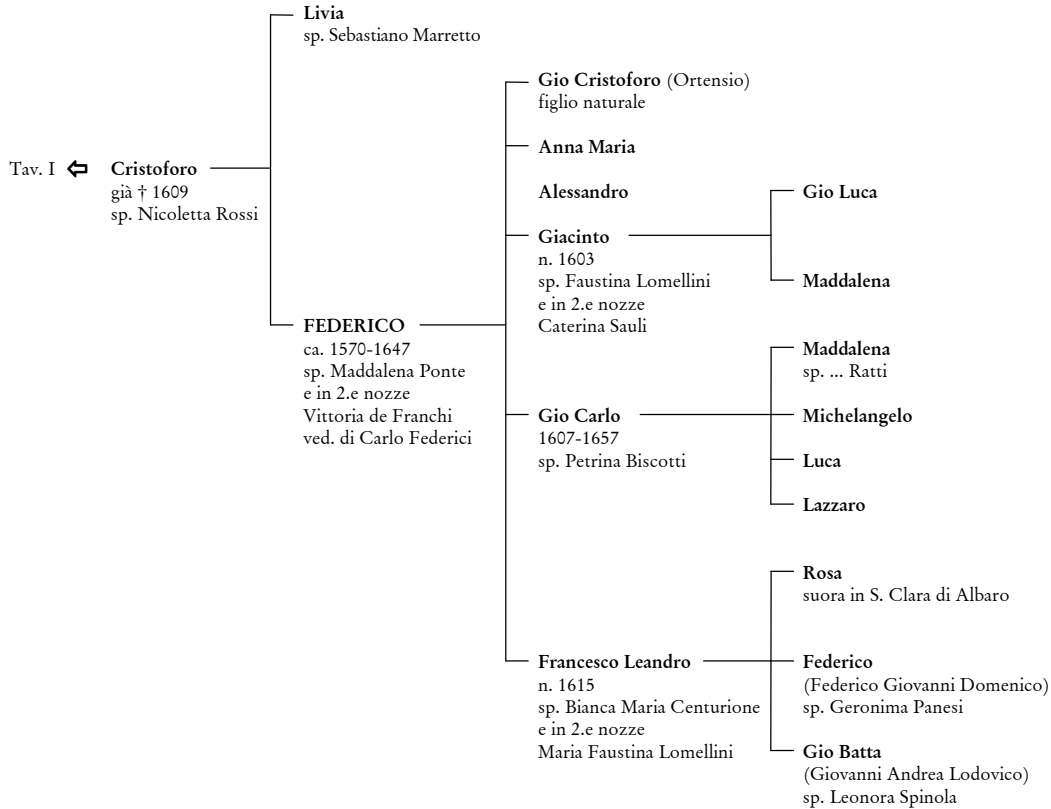 Livia
sp. Sebastiano Marretto
Gio Cristoforo (Ortensio)
figlio naturale
Anna Maria
Tav. I
Cristoforo
già † 1609
sp. Nicoletta Rossi
Alessandro
Gio Luca
Giacinto
n. 1603
sp. Faustina Lomellini
e in 2.e nozze
Caterina Sauli
Maddalena
FEDERICO
ca. 1570-1647
sp. Maddalena Ponte
e in 2.e nozze
Vittoria de Franchi
ved. di Carlo Federici
Maddalena
sp. ... Ratti
Gio Carlo
1607-1657
sp. Petrina Biscotti
Michelangelo
Luca
Lazzaro
Rosa
suora in S. Clara di Albaro
Francesco Leandro
n. 1615
sp. Bianca Maria Centurione
e in 2.e nozze
Maria Faustina Lomellini
Federico
(Federico Giovanni Domenico)
sp. Geronima Panesi
Gio Batta
(Giovanni Andrea Lodovico)
sp. Leonora Spinola